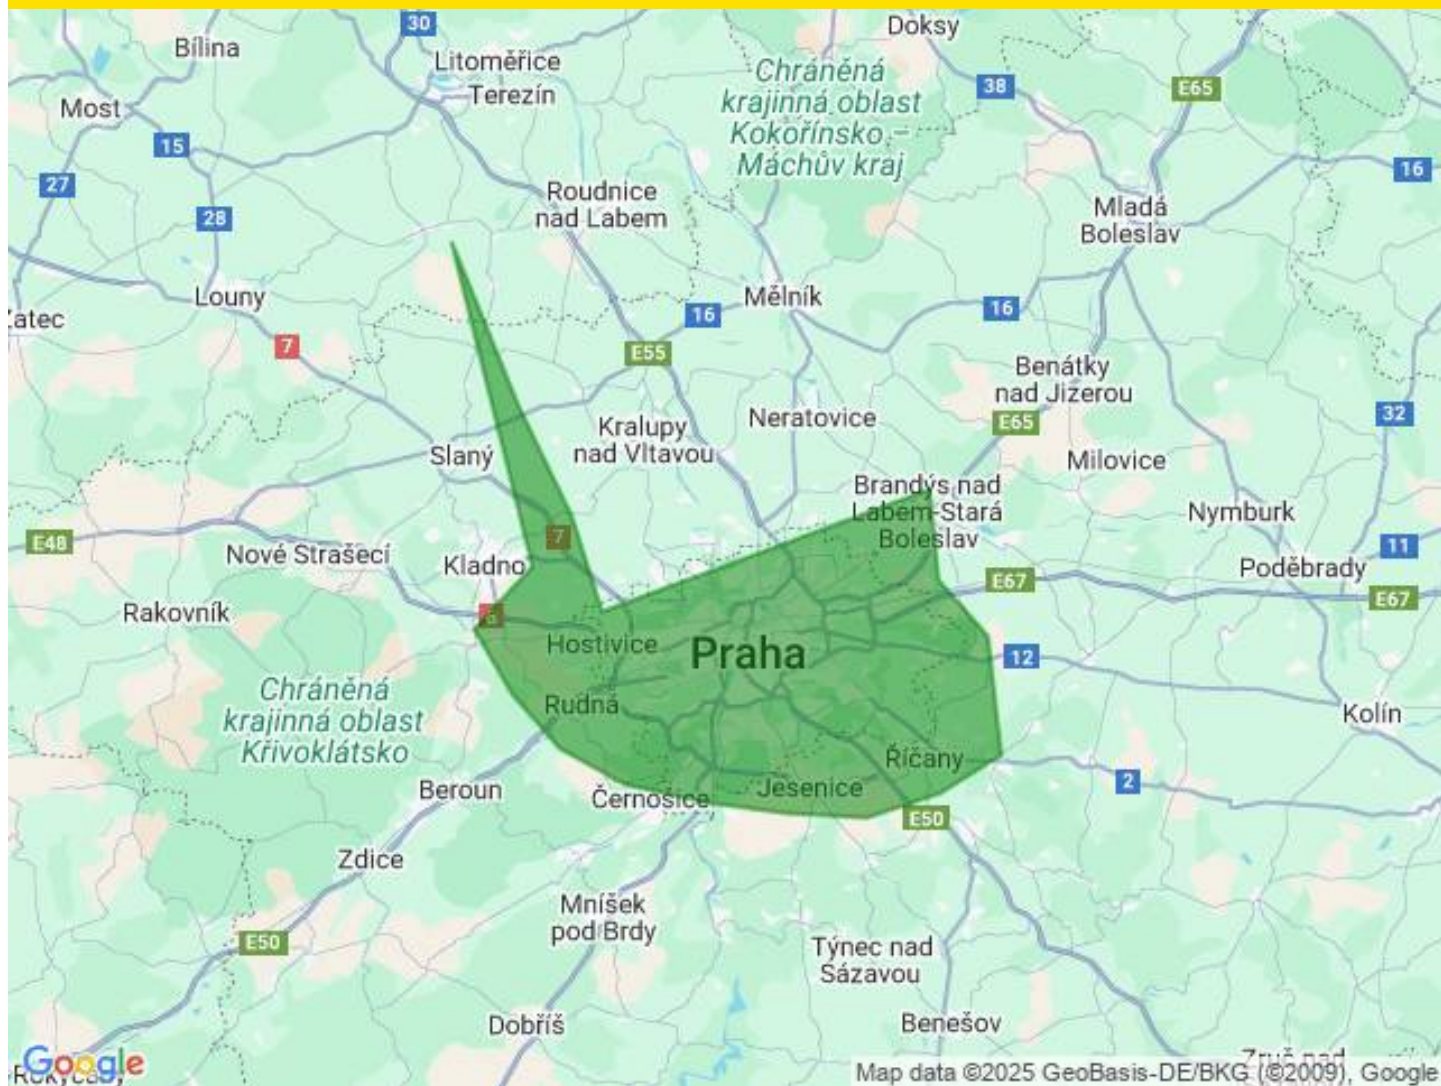 30
Doksy
Bílina
Litoměřice
Terezín
Chráněná
krajinná oblast
Kokořínsko –
Máchův kraj
38
E65
Most
15
16
27
Roudnice
nad Labem
28
Mladá
Boleslav
Louny
Mělník
16
16
7
E55
Benátky
nad Jizerou
Neratovice
E65
32
Kralupy
nad Vltavou
Slaný
Milovice
Brandýs nad
Labem-Stará
Boleslav
Nymburk
E48
7
Nové Strašecí
Kladno
11
Poděbrady
E67
E67
Rakovník
6
Hostivice
Praha
12
Chráněná
krajinná oblast
Křivoklátsko
Rudná
Kolín
Říčany
2
Beroun
Černošice
Jesenice
E50
Zdice
Mníšek
pod Brdy
E50
Týnec nad
Sázavou
Dobříš
Benešov
Google
Map data ©2025 GeoBasis-DE/BKG (©2009), Google